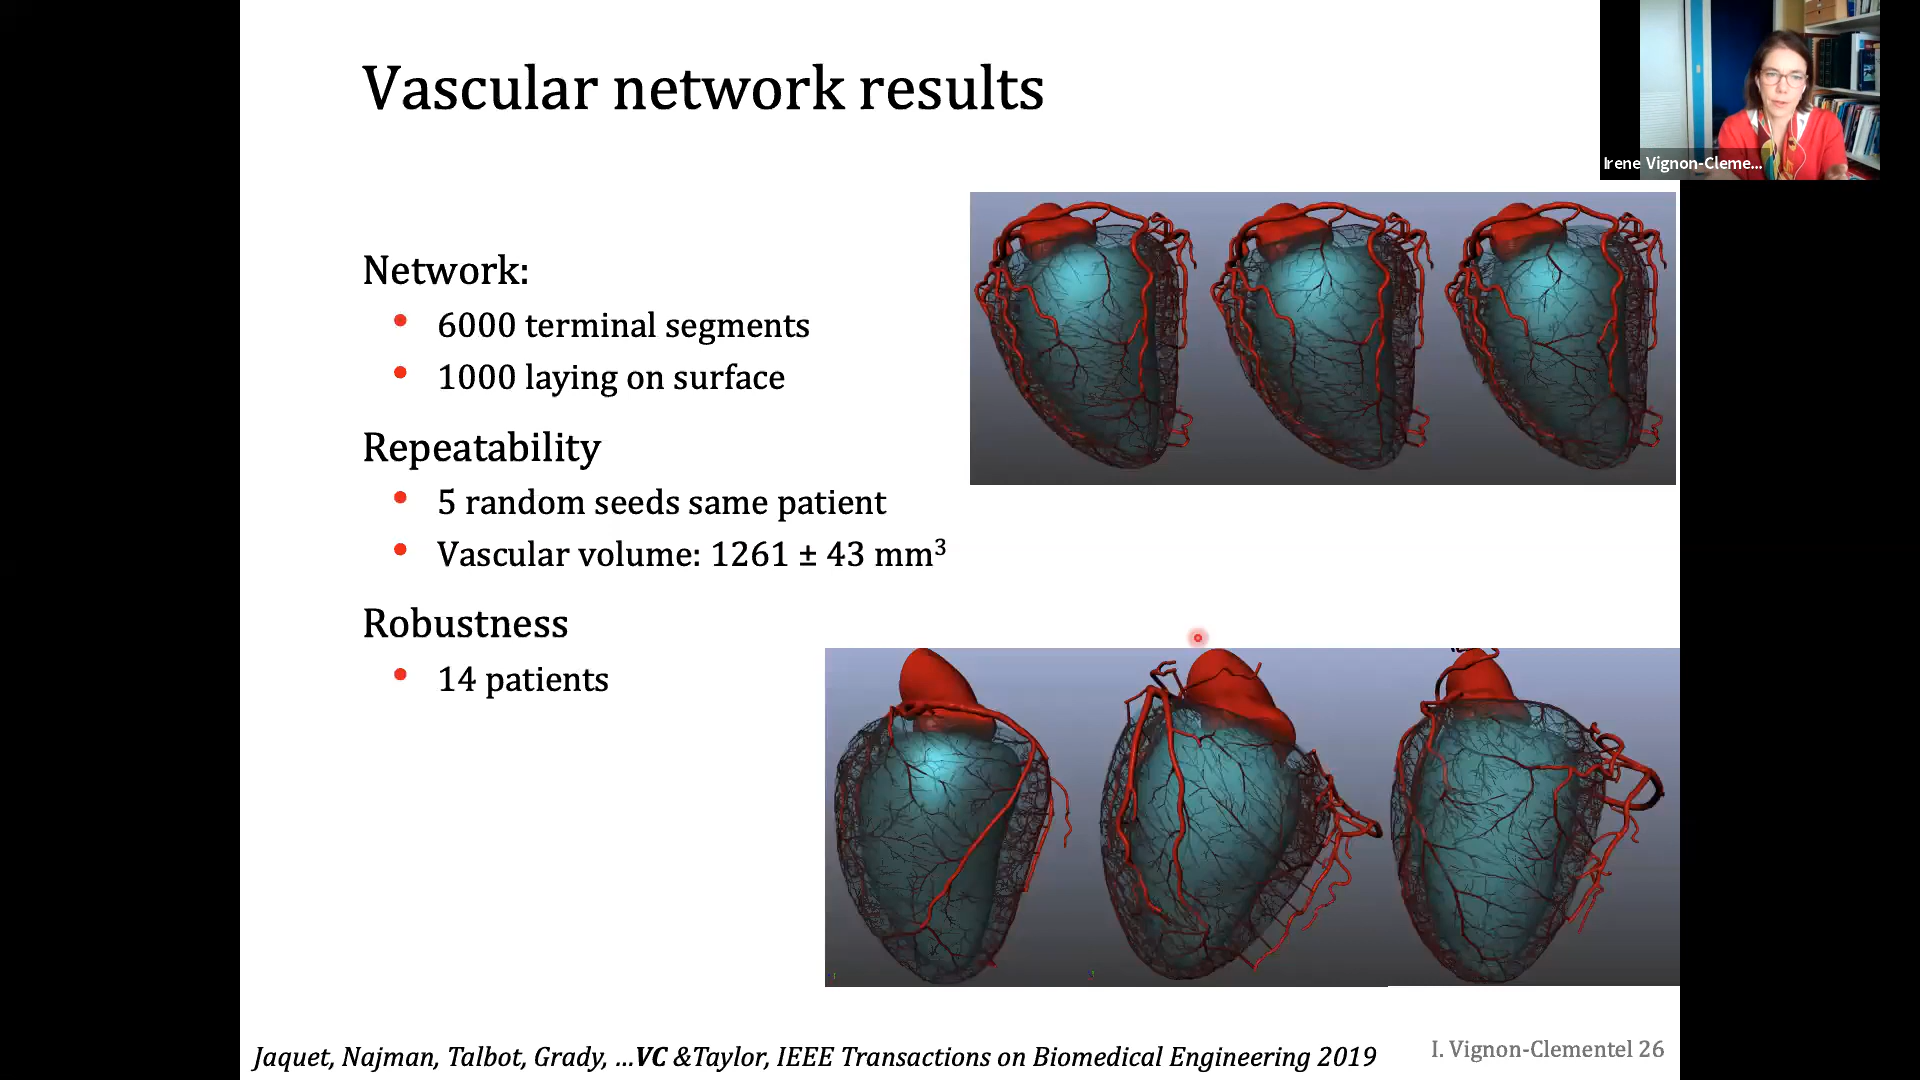 Vascular network results
Irene Vignon-Cleme...
Network:
6000 terminal segments
1000 laying on surface
Repeatability
5 random seeds same patient
Vascular volume: 1261 ± 43 mm³
Robustness
14 patients
Jaquet, Najman, Talbot, Grady, ...VC &Taylor, IEEE Transactions on Biomedical Engineering 2019
I. Vignon-Clementel 26